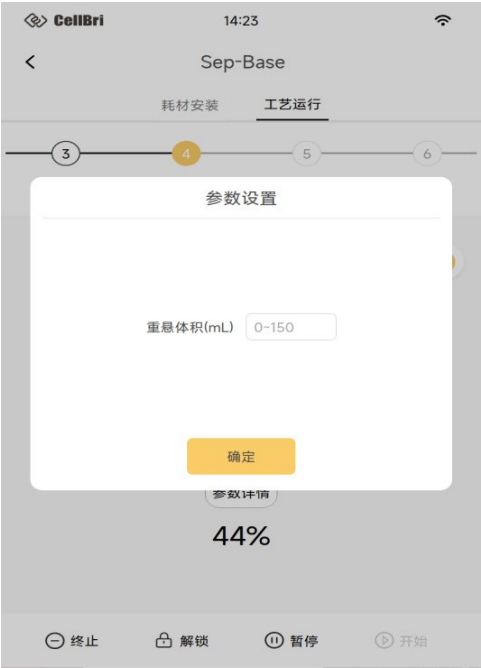 CellBri 14:23
Sep-Base
耗材安装 工艺运行
3 4 5 6
参数设置
重悬体积(mL) 0-150
确定
参数详情
44%
终止 解锁 暂停 开始